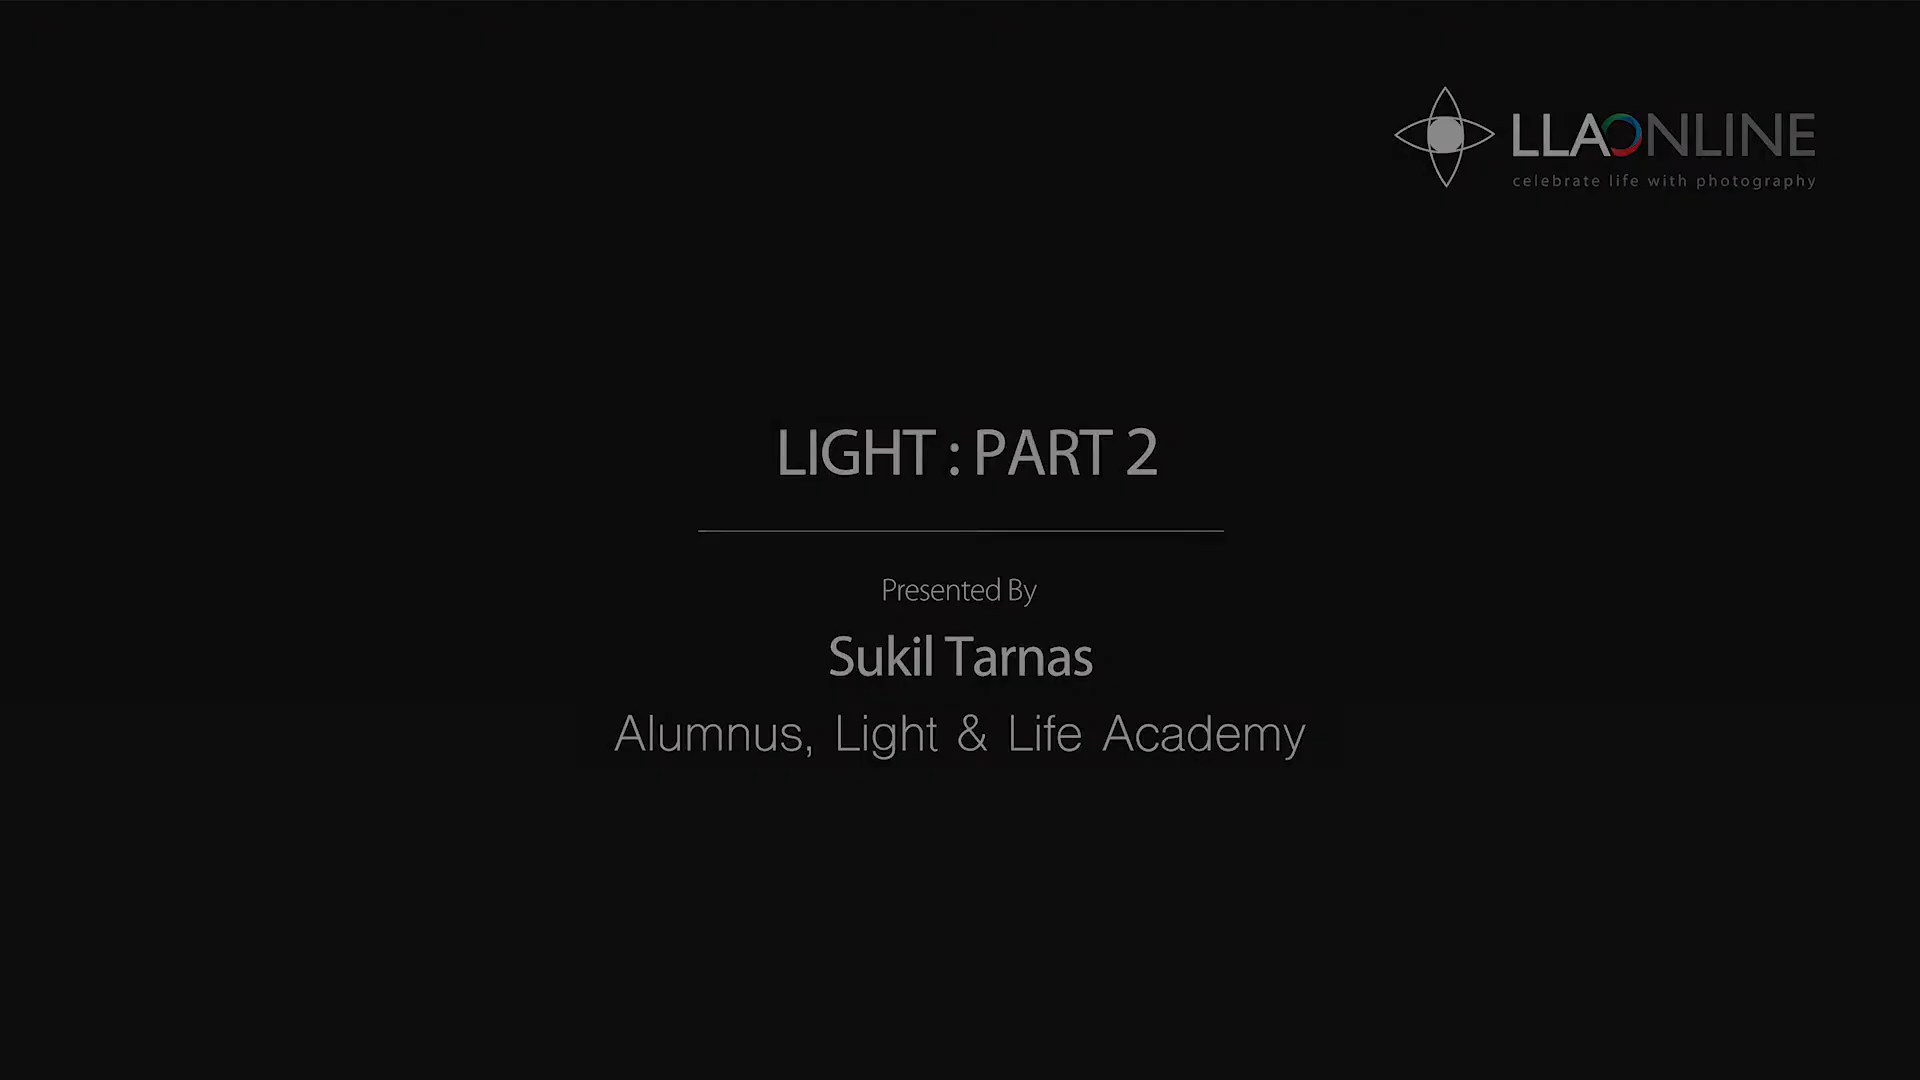 LLAONLINE
celebrate life with photography
LIGHT : PART 2
Presented By
Sukil Tarnas
Alumnus, Light & Life Academy